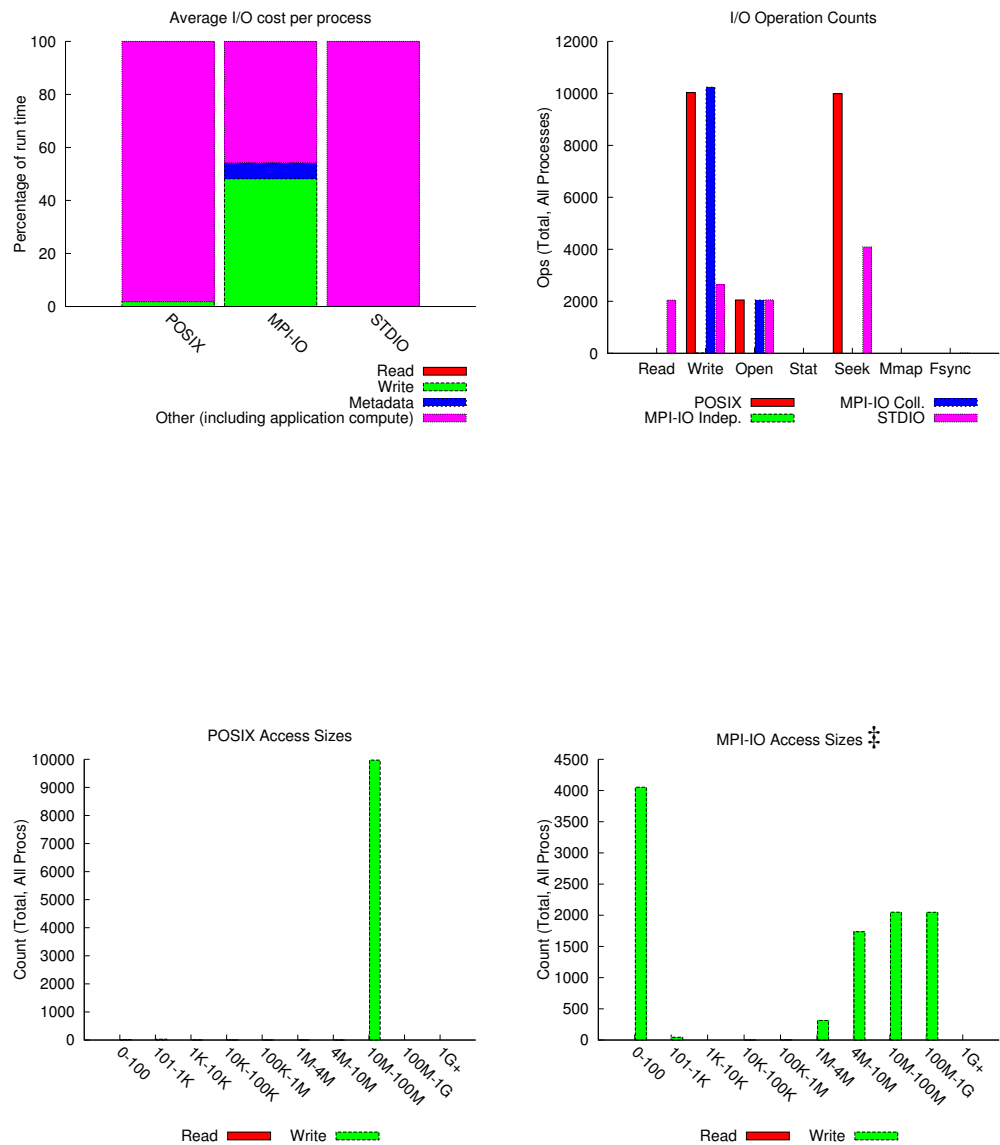 Average I/O cost per process
Percentage of run time
100
80
60
40
20
0
POSIX
MPI-IO
STDIO
Read
Write
Metadata
Other (including application compute)
I/O Operation Counts
Ops (Total, All Processes)
12000
10000
8000
6000
4000
2000
0
Read Write Open Stat Seek Mmap Fsync
POSIX
MPI-IO Indep.
MPI-IO Coll.
STDIO
POSIX Access Sizes
Count (Total, All Procs)
10000
9000
8000
7000
6000
5000
4000
3000
2000
1000
0
0-100
101-1K
1K-10K
10K-100K
100K-1M
1M-4M
4M-10M
10M-100M
100M-1G
1G+
Read Write
MPI-IO Access Sizes ‡
Count (Total, All Procs)
4500
4000
3500
3000
2500
2000
1500
1000
500
0
0-100
101-1K
1K-10K
10K-100K
100K-1M
1M-4M
4M-10M
10M-100M
100M-1G
1G+
Read Write